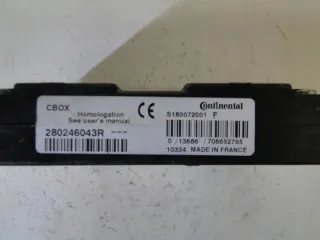 CBOX
Homologation
See user's manual
CE
Continental
S180072001 F
280246043R ---
0 /13686 / 706652765
10334 MADE IN FRANCE